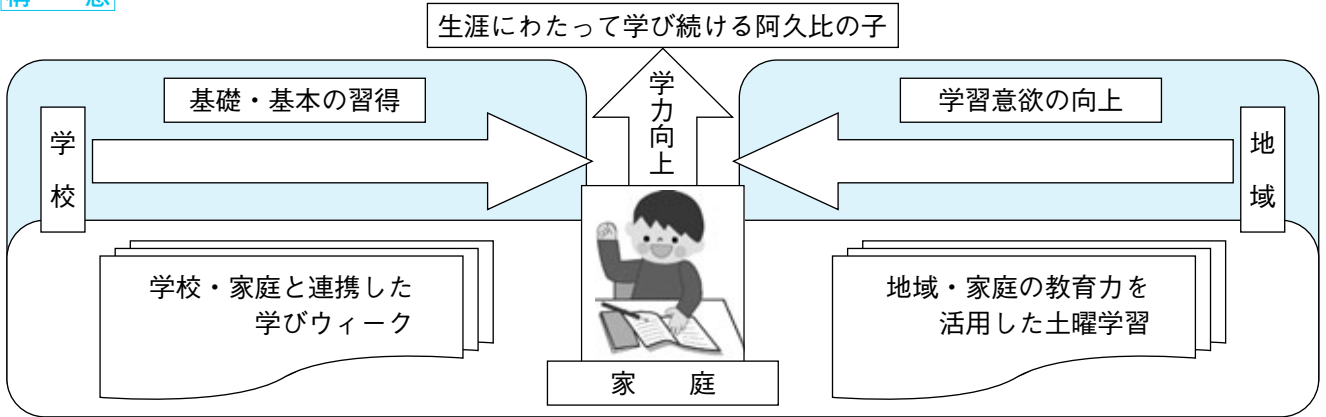 構想
生涯にわたって学び続ける阿久比の子
学力向上
基礎・基本の習得
学習意欲の向上
学校
地域
学校・家庭と連携した
学びウィーク
地域・家庭の教育力を
活用した土曜学習
家庭